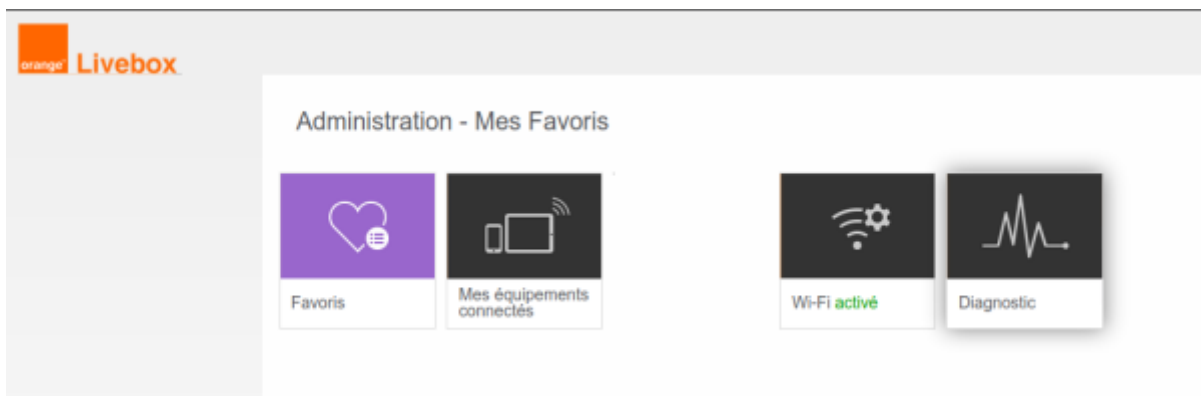 orange
Livebox
Administration - Mes Favoris
Favoris
Mes équipements
connectés
Wi-Fi activé
Diagnostic